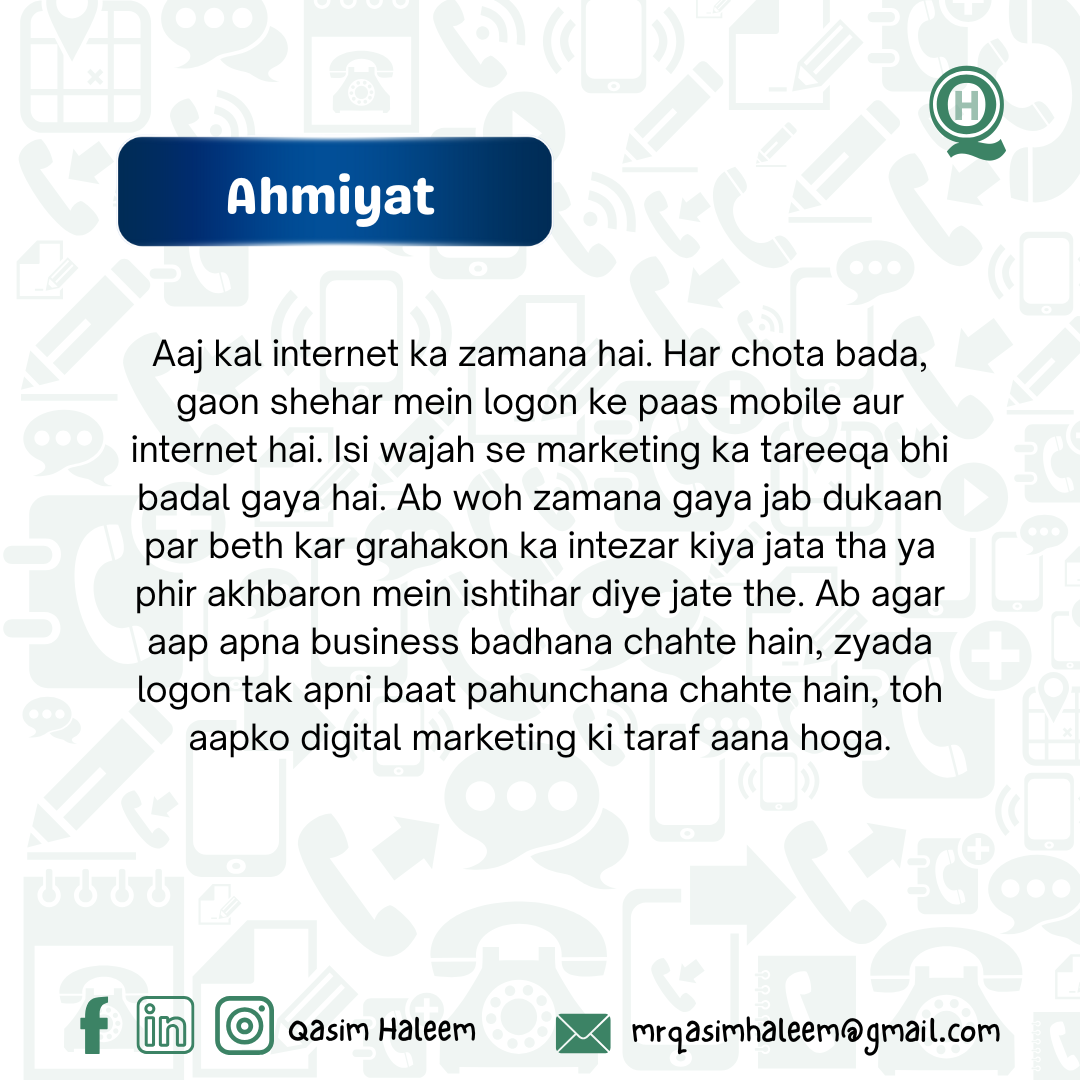 QH
Ahmiyat
Aaj kal internet ka zamana hai. Har chota bada,
gaon shehar mein logon ke paas mobile aur
internet hai. Isi wajah se marketing ka tareeqa bhi
badal gaya hai. Ab woh zamana gaya jab dukaan
par beth kar grahakon ka intezar kiya jata tha ya
phir akhbaron mein ishtihar diye jate the. Ab agar
aap apna business badhana chahte hain, zyada
logon tak apni baat pahunchana chahte hain, toh
aapko digital marketing ki taraf aana hoga.
f in Qasim Haleem mrqasimhaleem@gmail.com